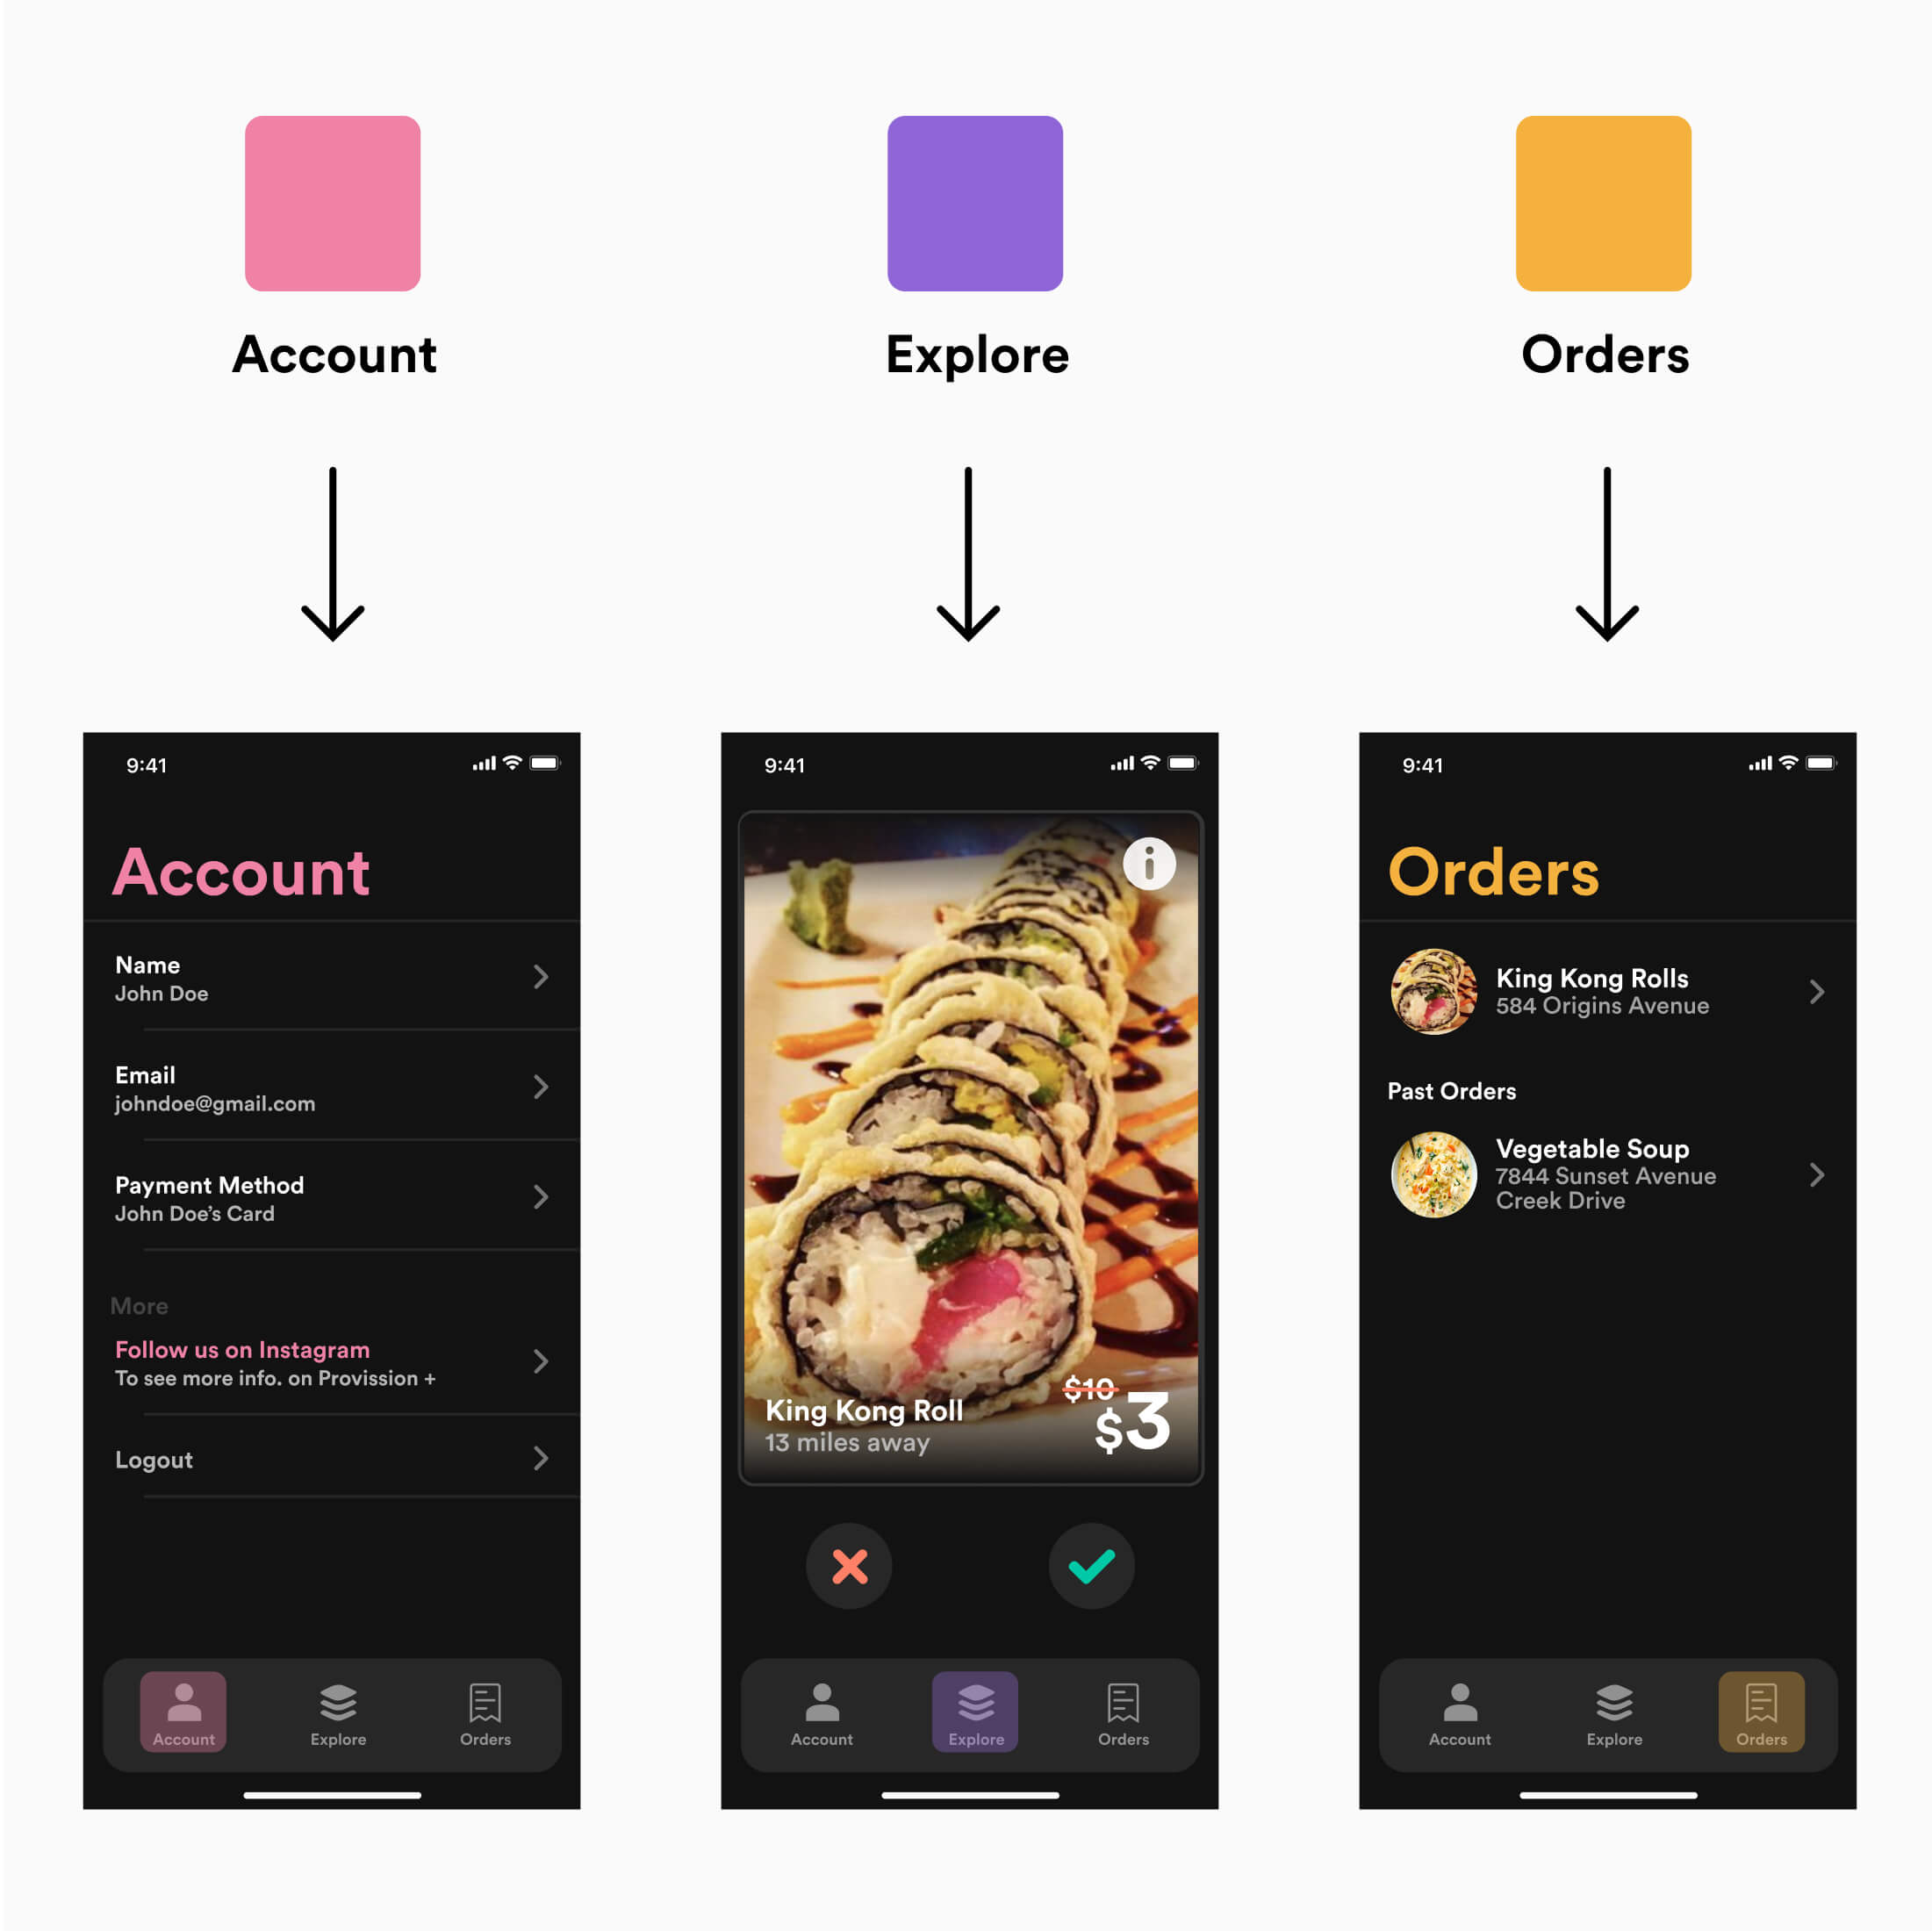 Account
Explore
Orders
9:41
Account
Name
John Doe
Email
johndoe@gmail.com
Payment Method
John Doe’s Card
More
Follow us on Instagram
To see more info. on Provission +
Logout
Account
Explore
Orders
9:41
King Kong Roll
13 miles away
$10
$3
Account
Explore
Orders
9:41
Orders
King Kong Rolls
584 Origins Avenue
Past Orders
Vegetable Soup
7844 Sunset Avenue
Creek Drive
Account
Explore
Orders